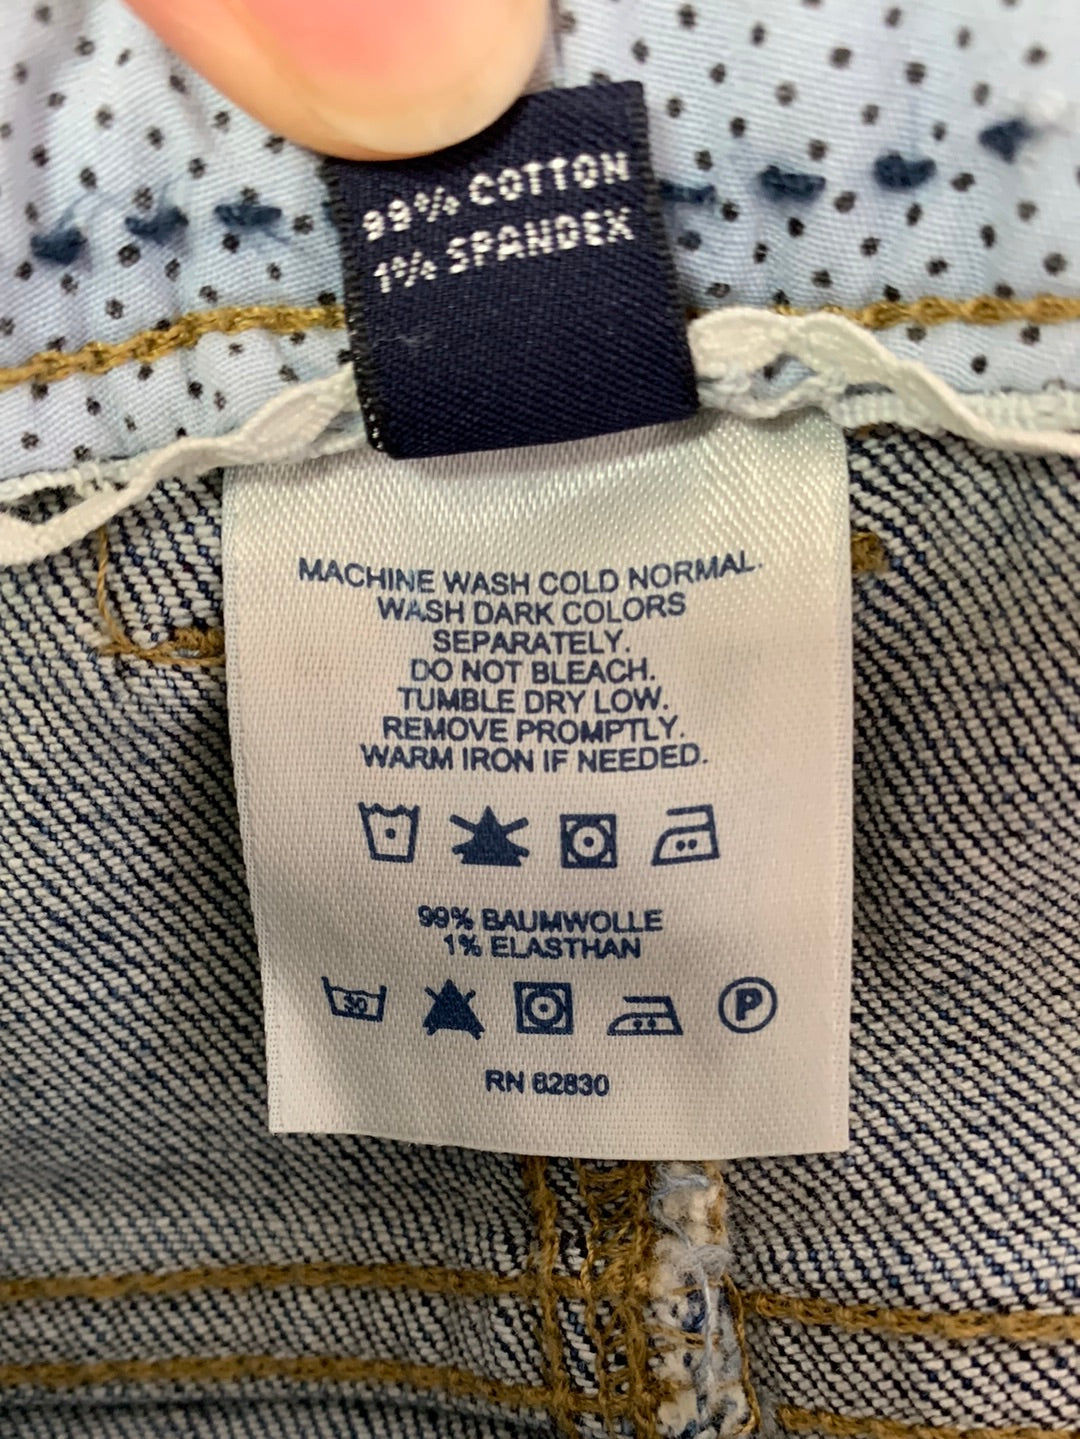 99% COTTON
1% SPANDEX
MACHINE WASH COLD NORMAL.
WASH DARK COLORS
SEPARATELY.
DO NOT BLEACH.
TUMBLE DRY LOW.
REMOVE PROMPTLY.
WARM IRON IF NEEDED.
99% BAUMWOLLE
1% ELASTHAN
30
P
RN 62830